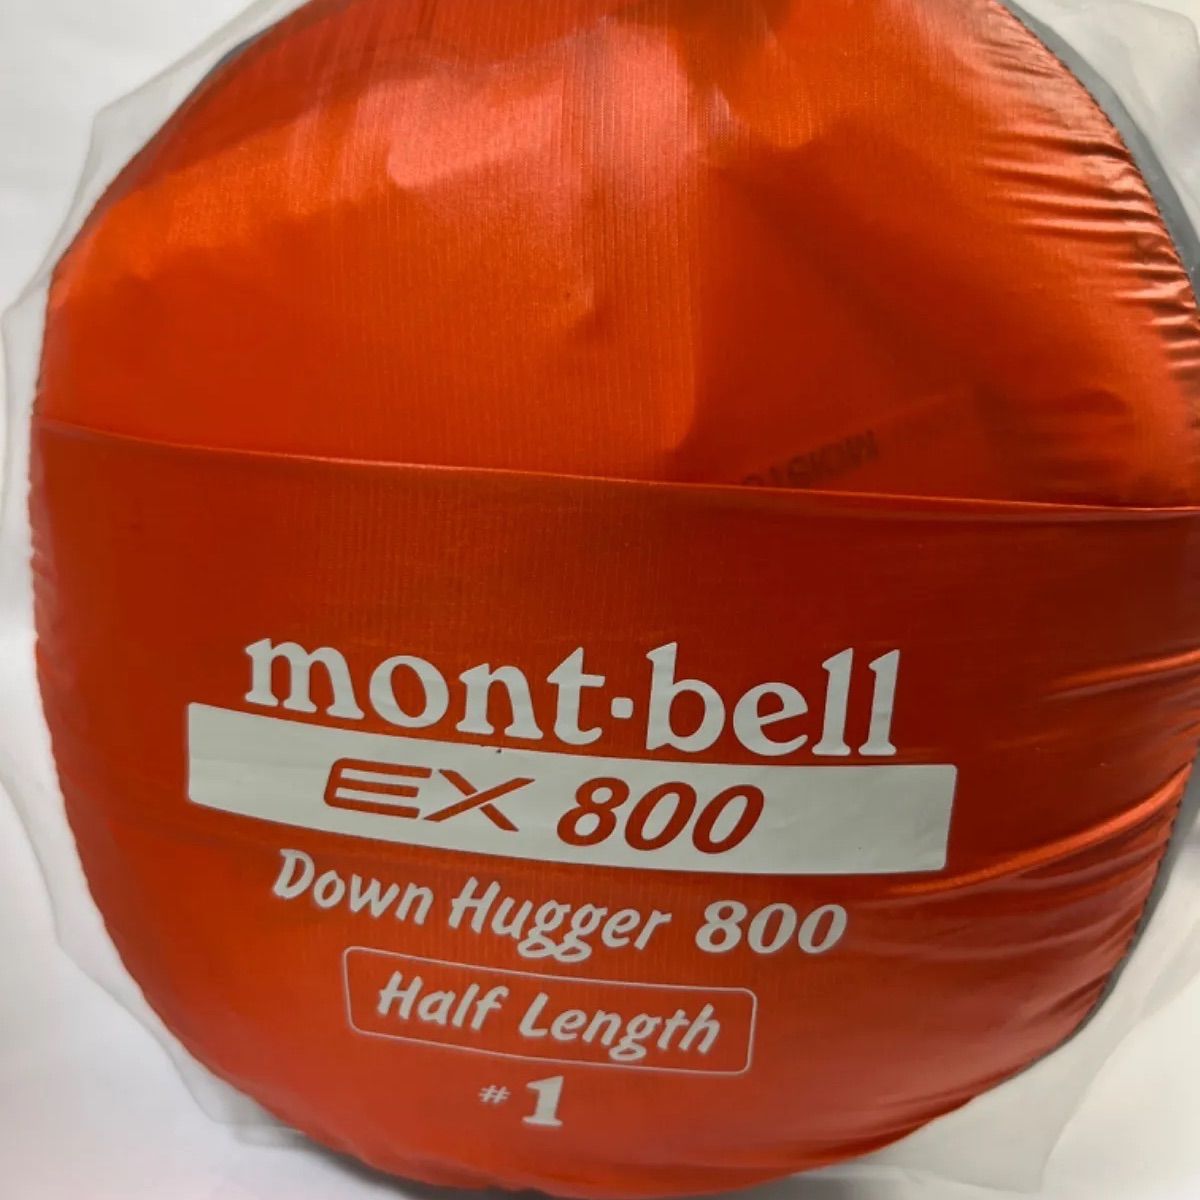 mont·bell
EX 800
Down Hugger 800
Half Length
#1